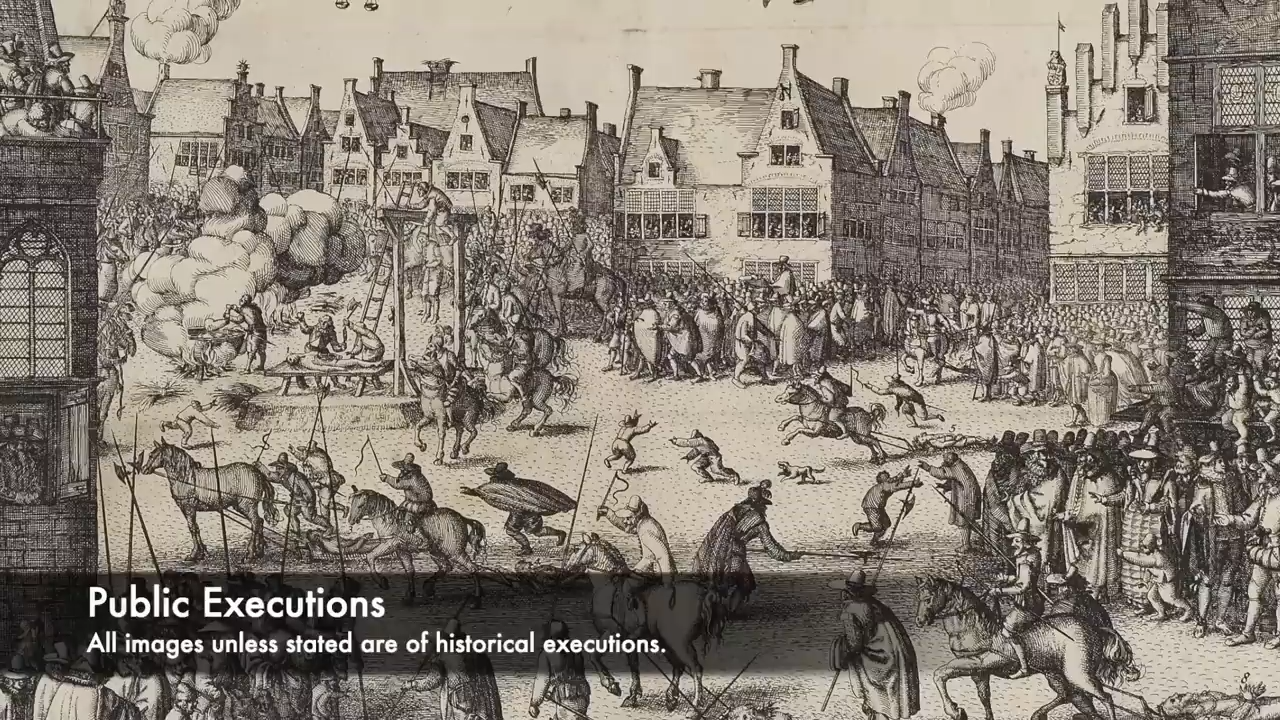 Public Executions
All images unless stated are of historical executions.